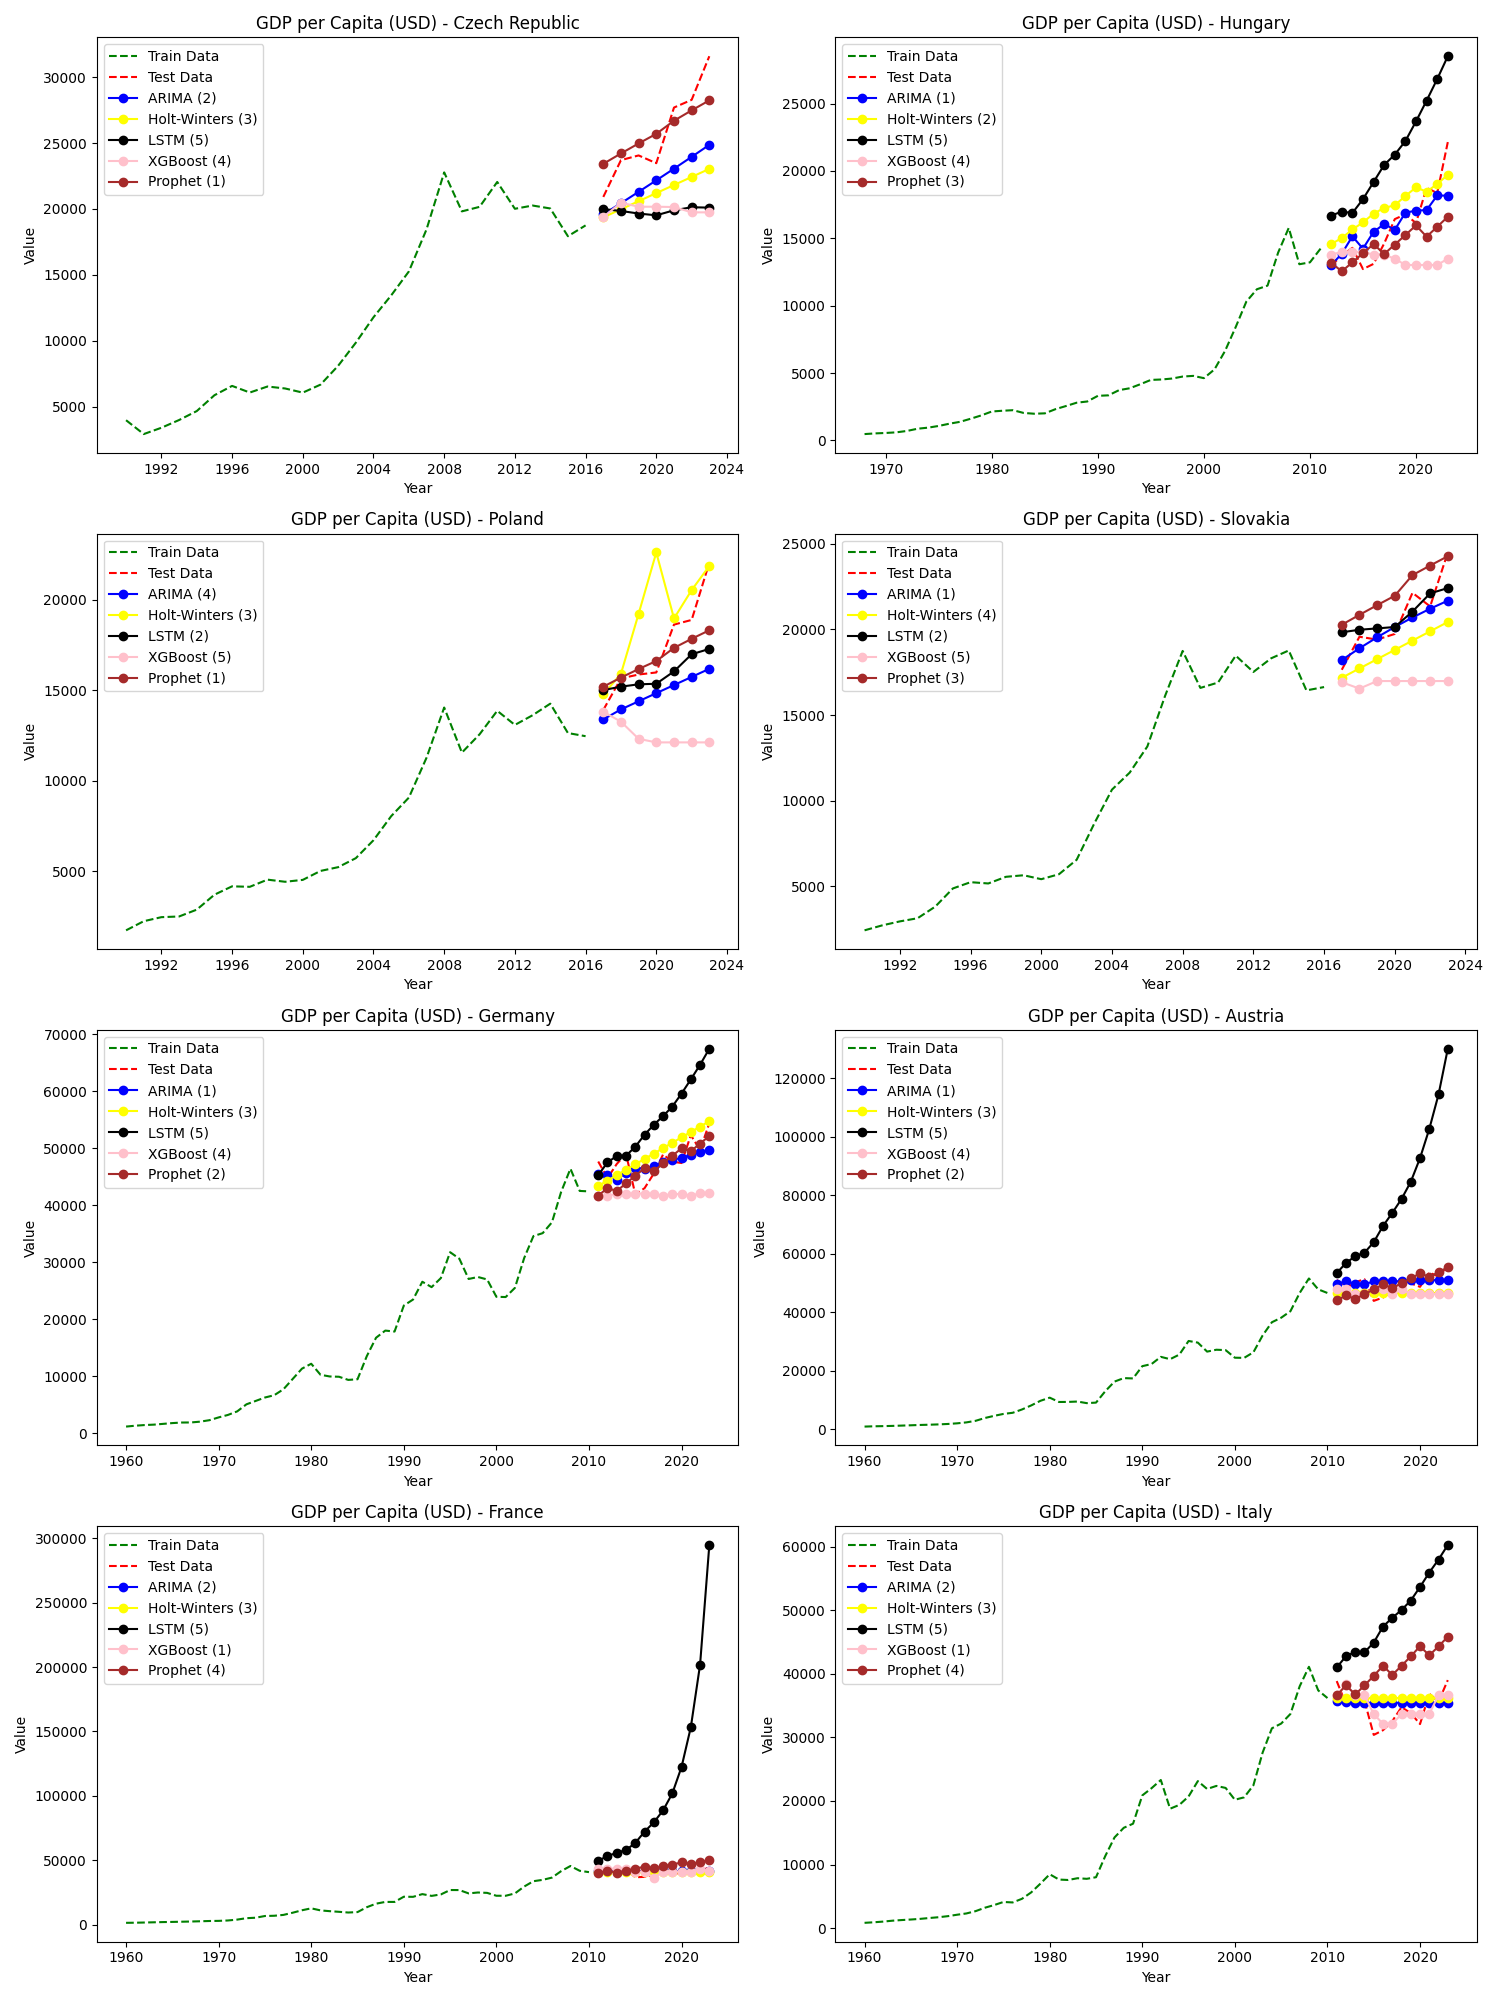 GDP per Capita (USD) - Czech Republic
Train Data
Test Data
ARIMA (2)
Holt-Winters (3)
LSTM (5)
XGBoost (4)
Prophet (1)
30000
25000
20000
15000
10000
5000
Value
1992 1996 2000 2004 2008 2012 2016 2020 2024
Year
GDP per Capita (USD) - Hungary
Train Data
Test Data
ARIMA (1)
Holt-Winters (2)
LSTM (5)
XGBoost (4)
Prophet (3)
25000
20000
15000
10000
5000
0
Value
1970 1980 1990 2000 2010 2020
Year
GDP per Capita (USD) - Poland
Train Data
Test Data
ARIMA (4)
Holt-Winters (3)
LSTM (2)
XGBoost (5)
Prophet (1)
20000
15000
10000
5000
Value
1992 1996 2000 2004 2008 2012 2016 2020 2024
Year
GDP per Capita (USD) - Slovakia
Train Data
Test Data
ARIMA (1)
Holt-Winters (4)
LSTM (2)
XGBoost (5)
Prophet (3)
25000
20000
15000
10000
5000
Value
1992 1996 2000 2004 2008 2012 2016 2020 2024
Year
GDP per Capita (USD) - Germany
Train Data
Test Data
ARIMA (1)
Holt-Winters (3)
LSTM (5)
XGBoost (4)
Prophet (2)
70000
60000
50000
40000
30000
20000
10000
0
Value
1960 1970 1980 1990 2000 2010 2020
Year
GDP per Capita (USD) - Austria
Train Data
Test Data
ARIMA (1)
Holt-Winters (3)
LSTM (5)
XGBoost (4)
Prophet (2)
120000
100000
80000
60000
40000
20000
0
Value
1960 1970 1980 1990 2000 2010 2020
Year
GDP per Capita (USD) - France
Train Data
Test Data
ARIMA (2)
Holt-Winters (3)
LSTM (5)
XGBoost (1)
Prophet (4)
300000
250000
200000
150000
100000
50000
0
Value
1960 1970 1980 1990 2000 2010 2020
Year
GDP per Capita (USD) - Italy
Train Data
Test Data
ARIMA (2)
Holt-Winters (3)
LSTM (5)
XGBoost (1)
Prophet (4)
60000
50000
40000
30000
20000
10000
0
Value
1960 1970 1980 1990 2000 2010 2020
Year